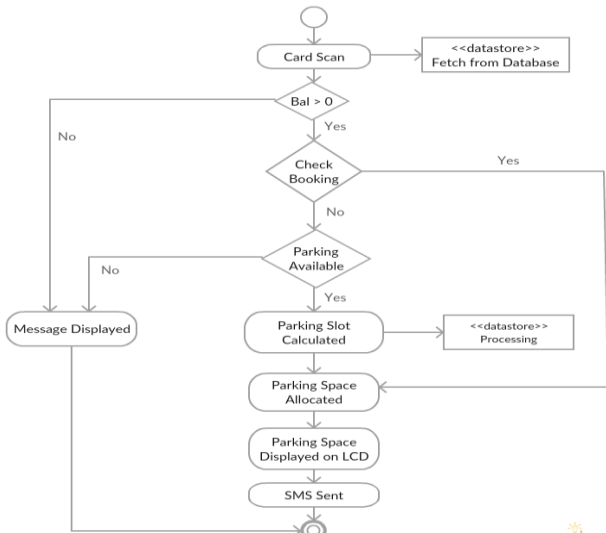 Card Scan
<<datastore>>
Fetch from Database
Bal > 0
No
Yes
Check
Booking
Yes
No
Parking
Available
No
Yes
Message Displayed
Parking Slot
Calculated
<<datastore>>
Processing
Parking Space
Allocated
Parking Space
Displayed on LCD
SMS Sent